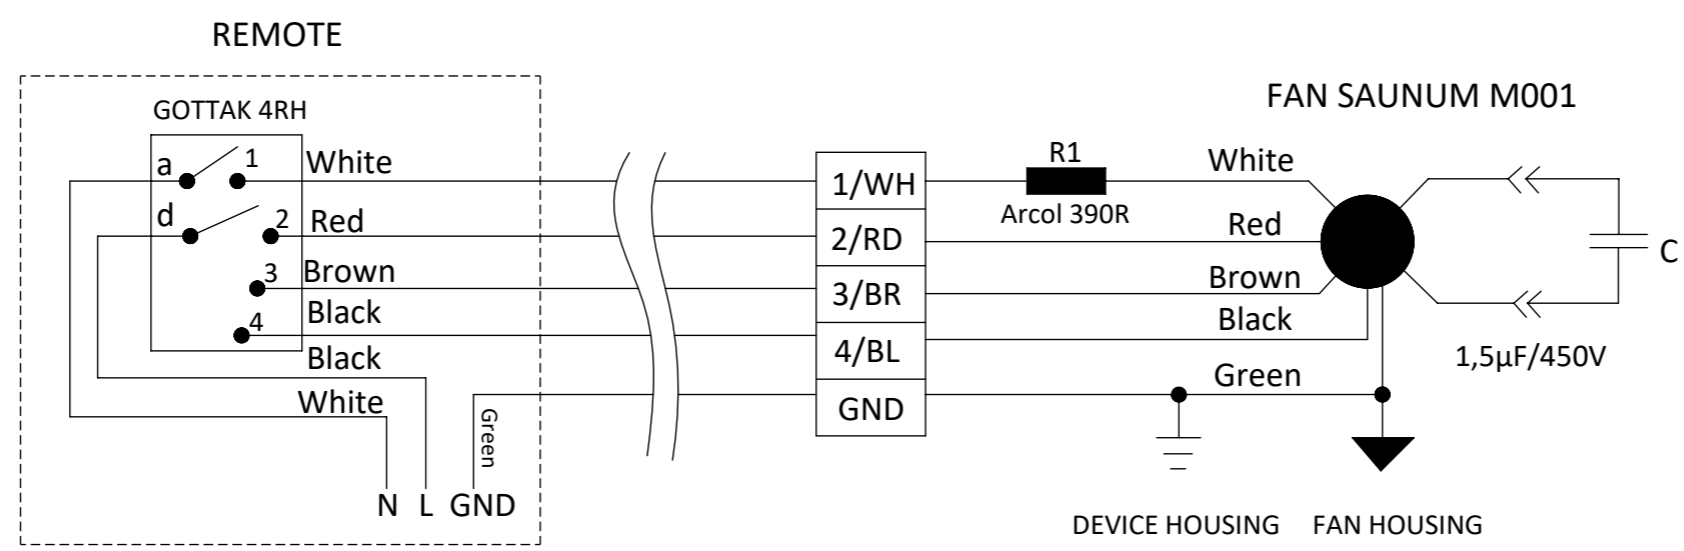 REMOTE
FAN SAUNUM M001
GOTTAK 4RH
a 1 White
d 2 Red
3 Brown
4 Black
Black
White
Green
N L GND
1/WH
2/RD
3/BR
4/BL
GND
R1
Arcol 390R
White
Red
Brown
Black
Green
C
1,5µF/450V
DEVICE HOUSING FAN HOUSING